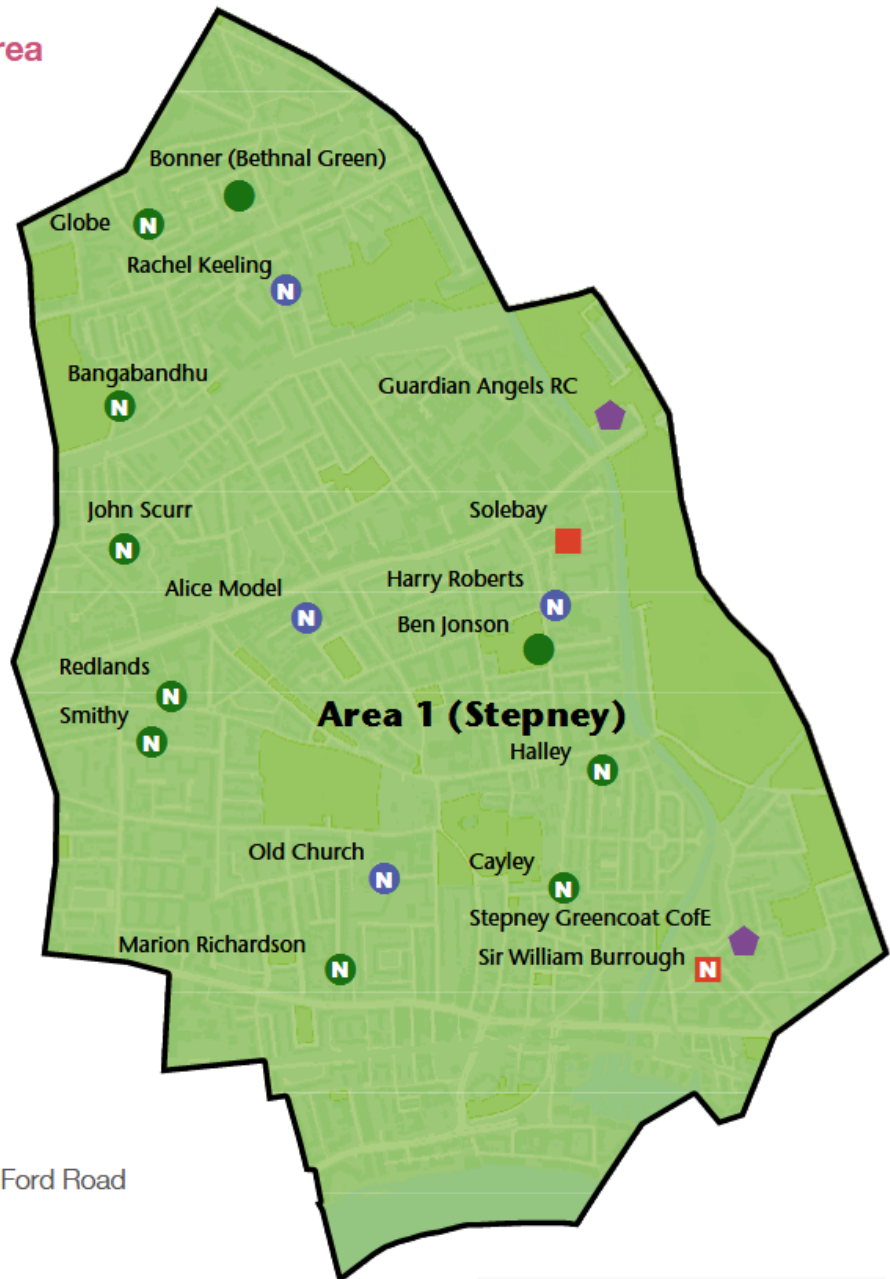 rea
Bonner (Bethnal Green)
Globe
N
Rachel Keeling
N
Bangabandhu
N
Guardian Angels RC
John Scurr
N
Solebay
Alice Model
N
Harry Roberts
N
Ben Jonson
Redlands
N
Smithy
N
Area 1 (Stepney)
Halley
N
Old Church
N
Cayley
N
Stepney Greencoat CofE
Marion Richardson
N
Sir William Burrough
N
Ford Road